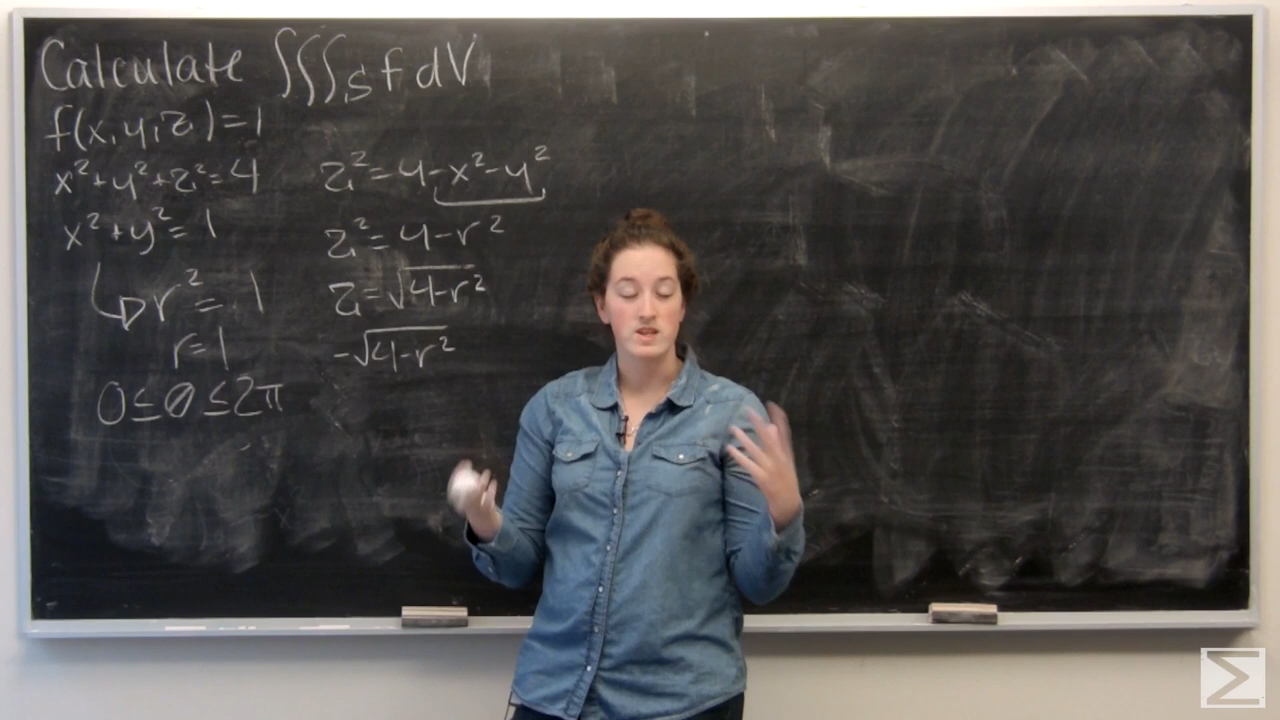 Calculate ∫∫∫_S f dV
f(x,y,z)=1
x²+y²+z²=4
x²+y²=1
r²=1
r=1
0≤θ≤2π
z²=4-x²-y²
z²=4-r²
z=√4-r²
-√4-r²
Σ